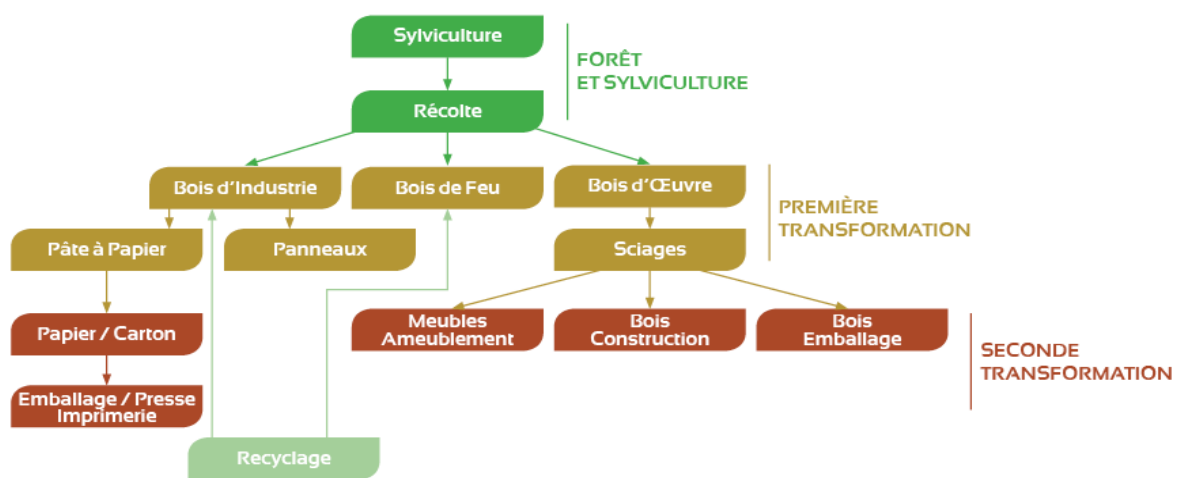 Sylviculture
FORÊT
ET SYLVICULTURE
Récolte
Bois d'Industrie
Bois de Feu
Bois d'Œuvre
PREMIÈRE
TRANSFORMATION
Pâte à Papier
Panneaux
Sciages
Papier / Carton
Meubles
Ameublement
Bois
Construction
Bois
Emballage
SECONDE
TRANSFORMATION
Emballage / Presse
Imprimerie
Recyclage